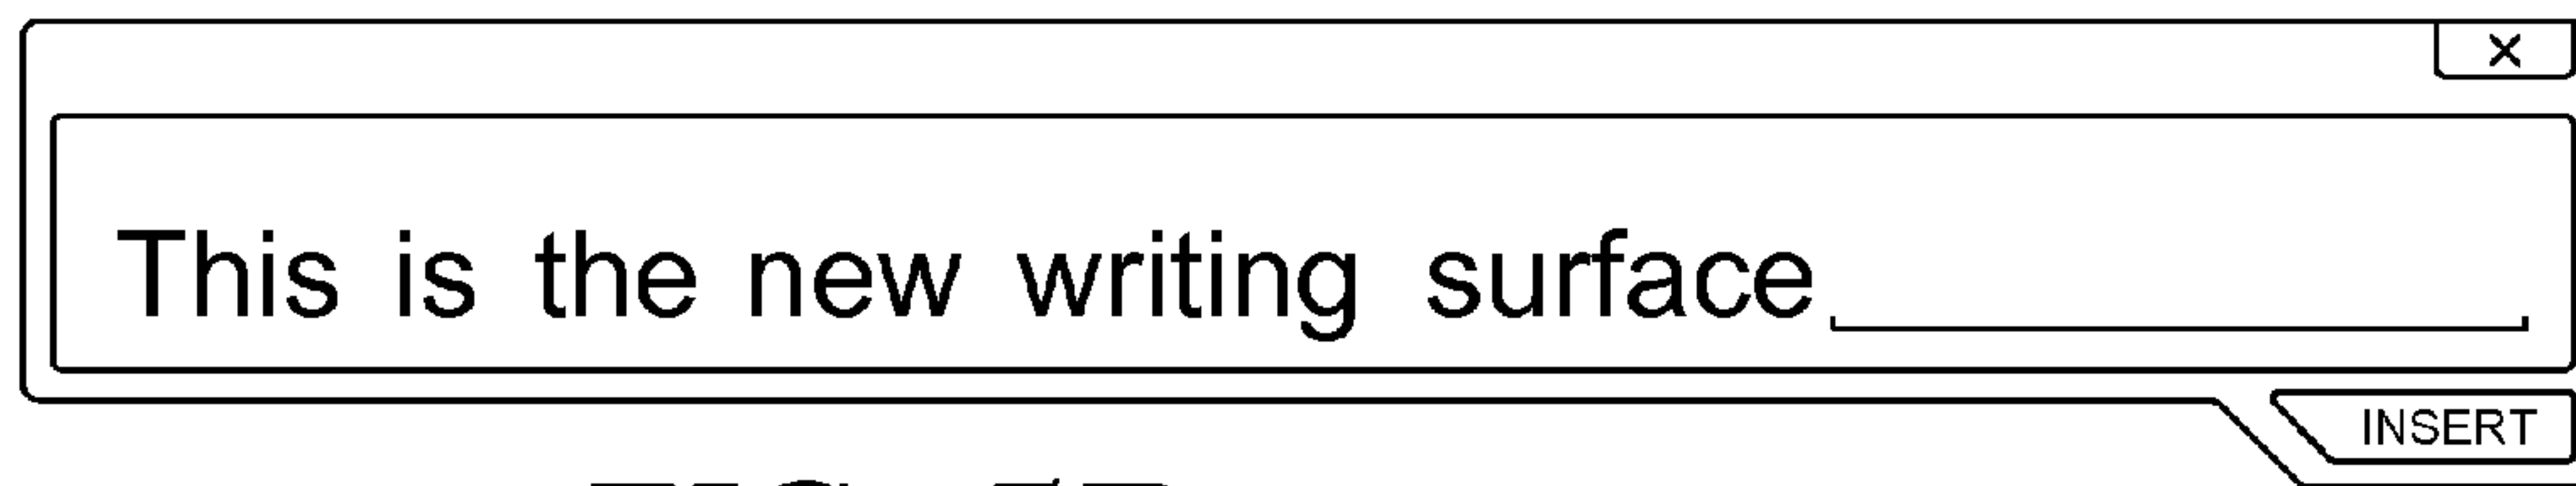 X
This is the new writing surface
INSERT